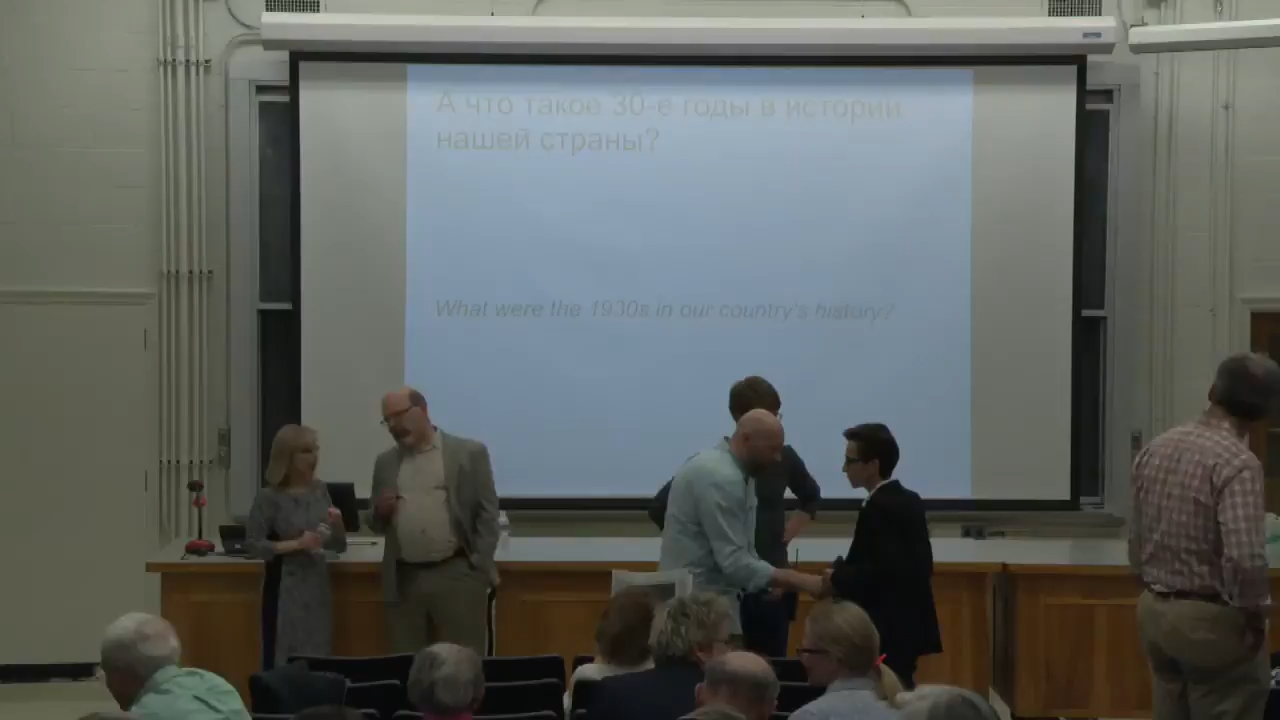 А что такое 30-е годы в истории
нашей страны?
What were the 1930s in our country's history?